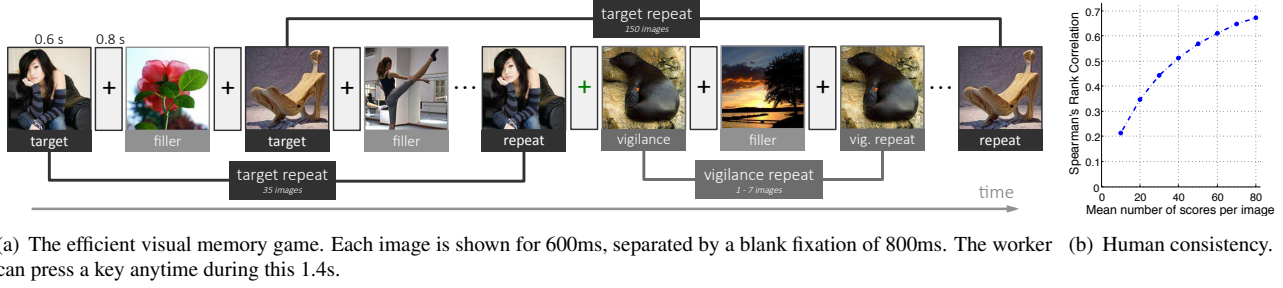 target repeat
150 images
0.6 s
0.8 s
+
+
+
...
+
+
+
...
target
filler
target
filler
repeat
vigilance
filler
vig. repeat
repeat
target repeat
35 images
vigilance repeat
1 - 7 images
time
0.7
0.6
0.5
0.4
0.3
0.2
0.1
0
0
20
40
60
80
Spearman's Rank Correlation
Mean number of scores per image
(a) The efficient visual memory game. Each image is shown for 600ms, separated by a blank fixation of 800ms. The worker
can press a key anytime during this 1.4s.
(b) Human consistency.